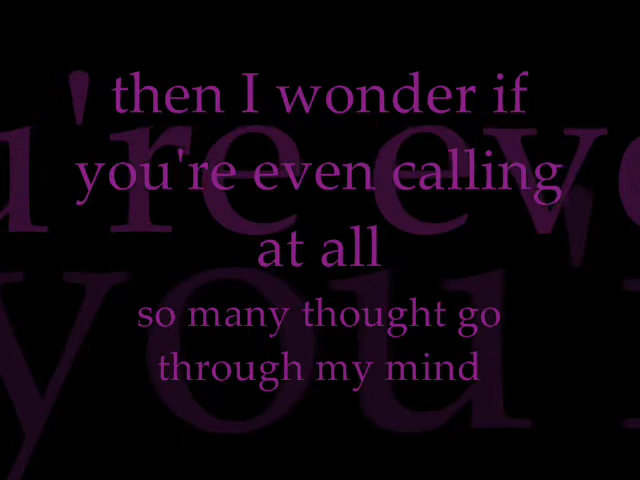 then I wonder if
you're even calling
at all
so many thought go
through my mind